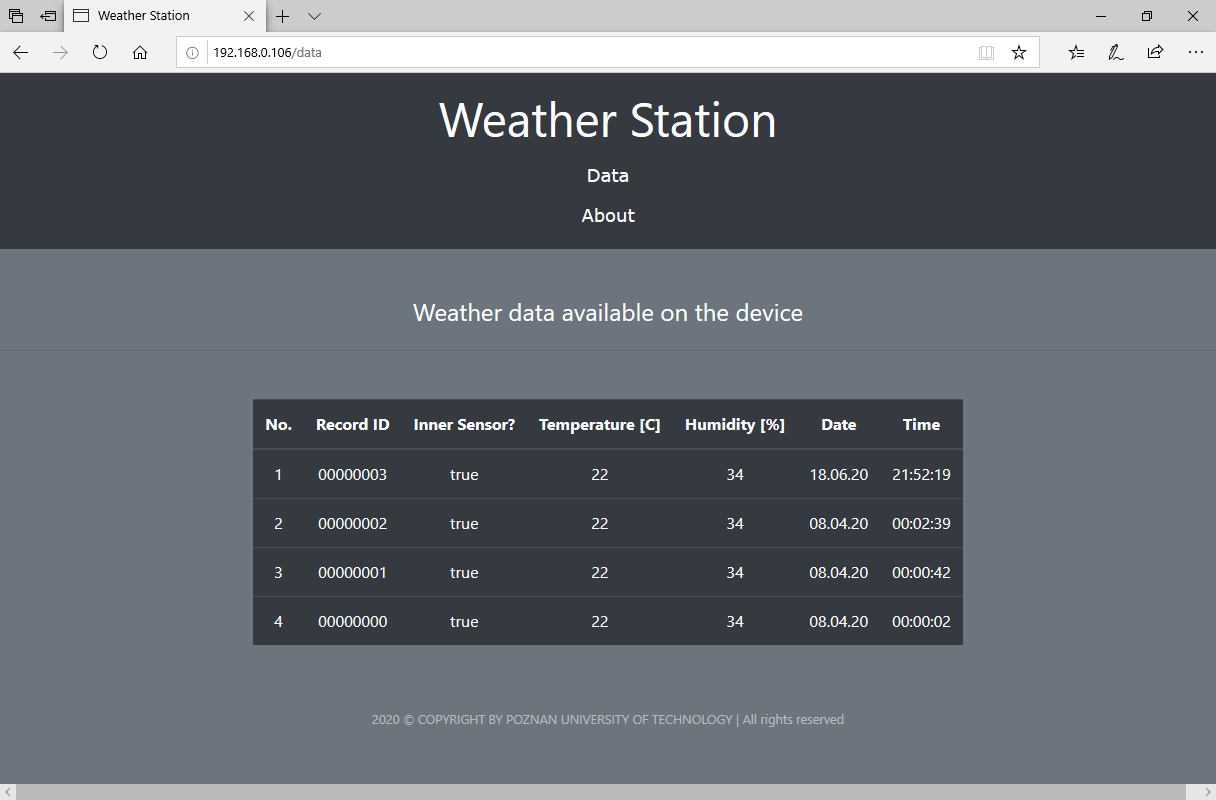 Weather Station
192.168.0.106/data
Weather Station
Data
About
Weather data available on the device
No. Record ID Inner Sensor? Temperature [C] Humidity [%] Date Time
1 00000003 true 22 34 18.06.20 21:52:19
2 00000002 true 22 34 08.04.20 00:02:39
3 00000001 true 22 34 08.04.20 00:00:42
4 00000000 true 22 34 08.04.20 00:00:02
2020 © COPYRIGHT BY POZNAN UNIVERSITY OF TECHNOLOGY | All rights reserved